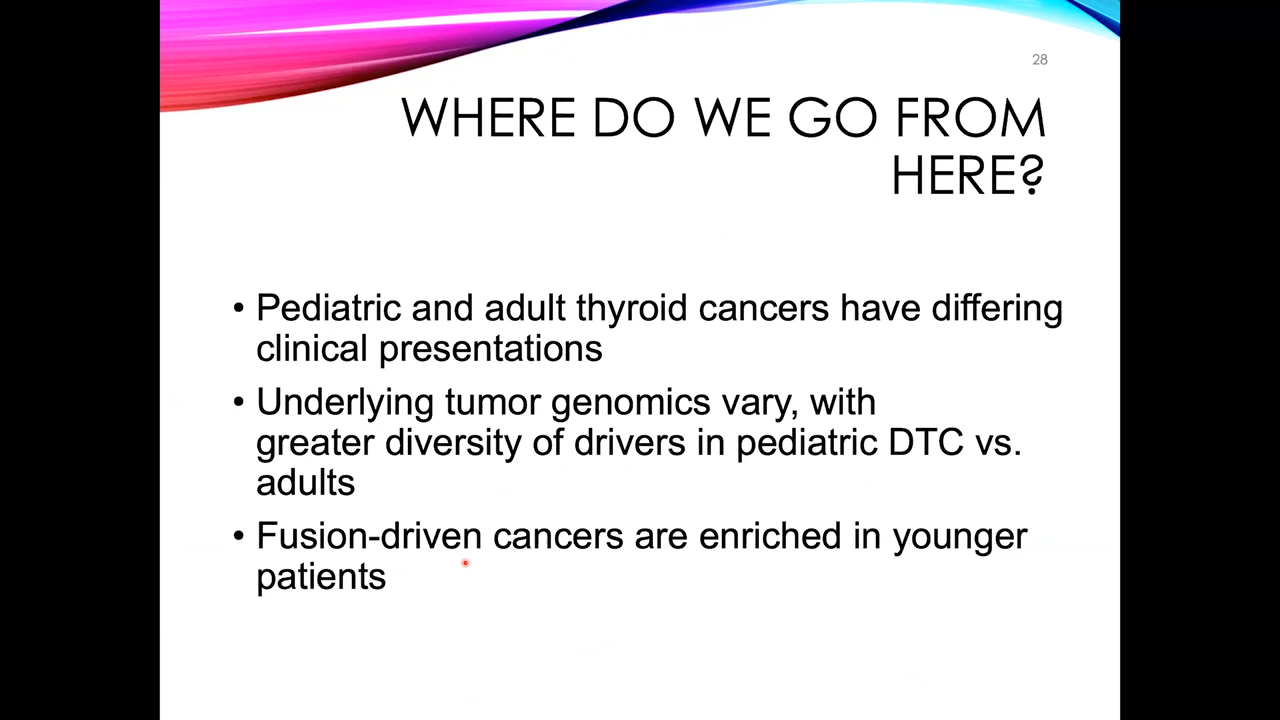 28
WHERE DO WE GO FROM
HERE?
• Pediatric and adult thyroid cancers have differing
clinical presentations
• Underlying tumor genomics vary, with
greater diversity of drivers in pediatric DTC vs.
adults
• Fusion-driven cancers are enriched in younger
patients